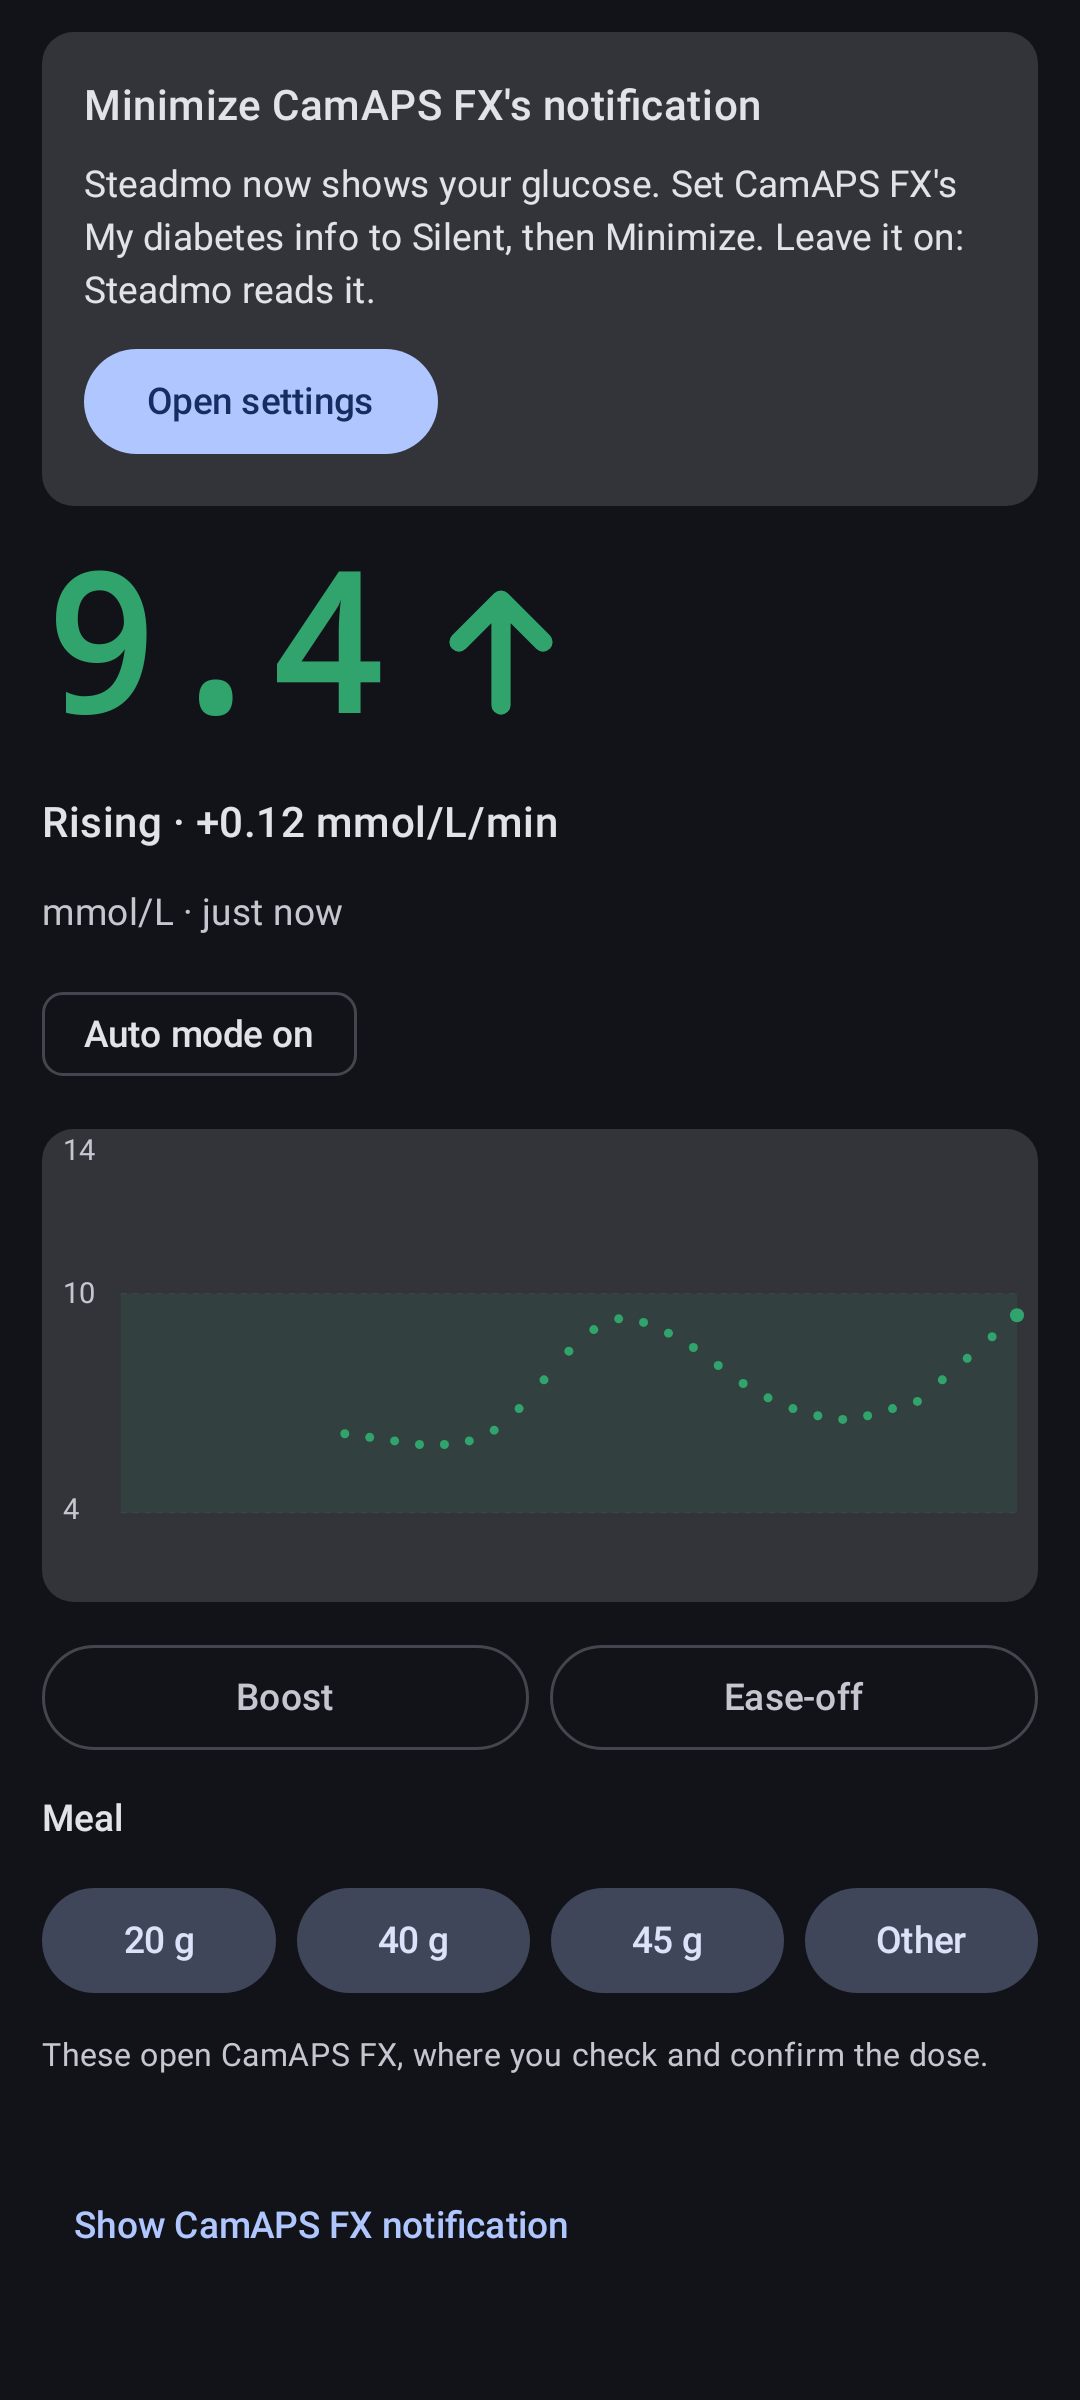 Minimize CamAPS FX's notification
Steadmo now shows your glucose. Set CamAPS FX's
My diabetes info to Silent, then Minimize. Leave it on:
Steadmo reads it.
Open settings
9.4
Rising · +0.12 mmol/L/min
mmol/L · just now
Auto mode on
14
10
4
Boost
Ease-off
Meal
20 g
40 g
45 g
Other
These open CamAPS FX, where you check and confirm the dose.
Show CamAPS FX notification